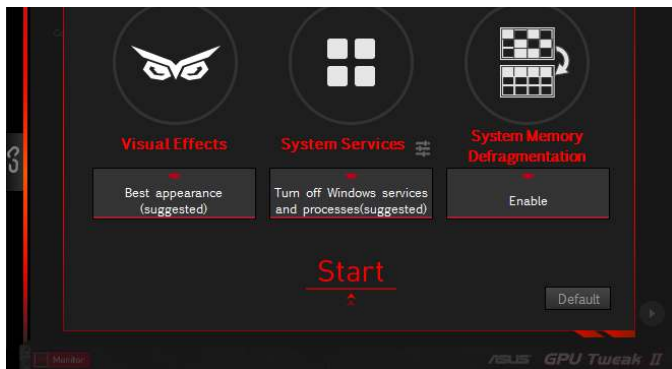 Visual Effects
System Services
System Memory
Defragmentation
Best appearance
(suggested)
Turn off Windows services
and processes(suggested)
Enable
Start
Default
Monitor
ASUS GPU Tweak II